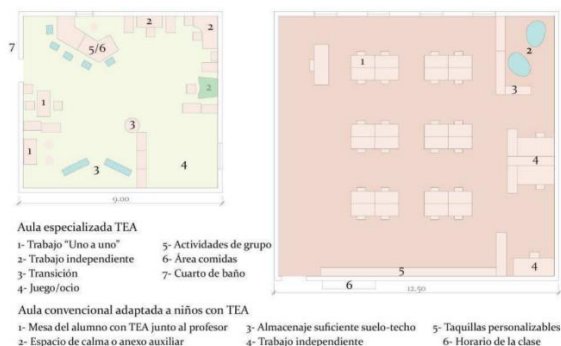 2
2
7
5/6
2
1
3
1
3
4
9.00
1
2
3
4
4
5
6
12.50
Aula especializada TEA
1- Trabajo "Uno a uno"
2- Trabajo independiente
3- Transición
4- Juego/ocio
5- Actividades de grupo
6- Área comidas
7- Cuarto de baño
Aula convencional adaptada a niños con TEA
1- Mesa del alumno con TEA junto al profesor
2- Espacio de calma o anexo auxiliar
3- Almacenaje suficiente suelo-techo
4- Trabajo independiente
5- Taquillas personalizables
6- Horario de la clase